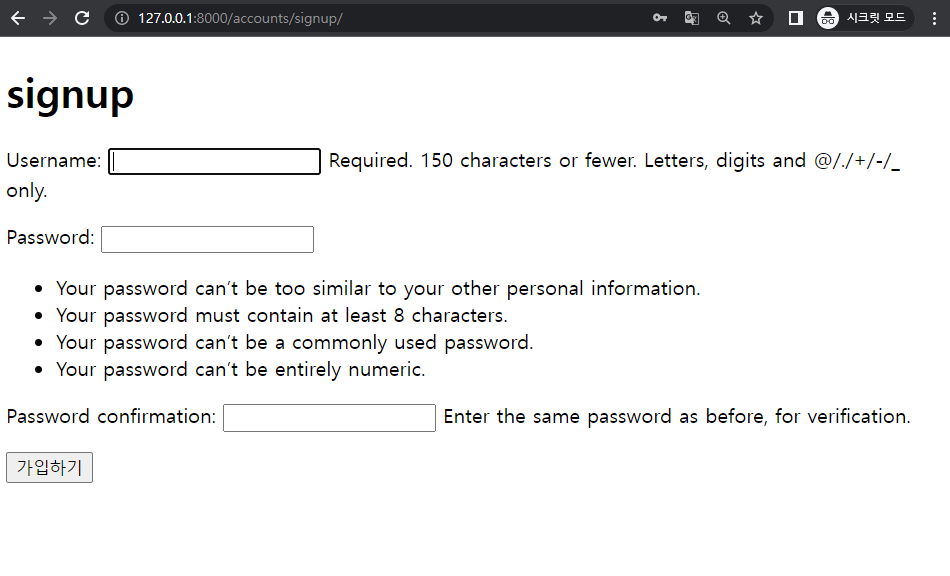 127.0.0.1:8000/accounts/signup/
시크릿 모드
signup
Username: Required. 150 characters or fewer. Letters, digits and @/./+/-/_
only.
Password:
• Your password can't be too similar to your other personal information.
• Your password must contain at least 8 characters.
• Your password can't be a commonly used password.
• Your password can't be entirely numeric.
Password confirmation: Enter the same password as before, for verification.
가입하기